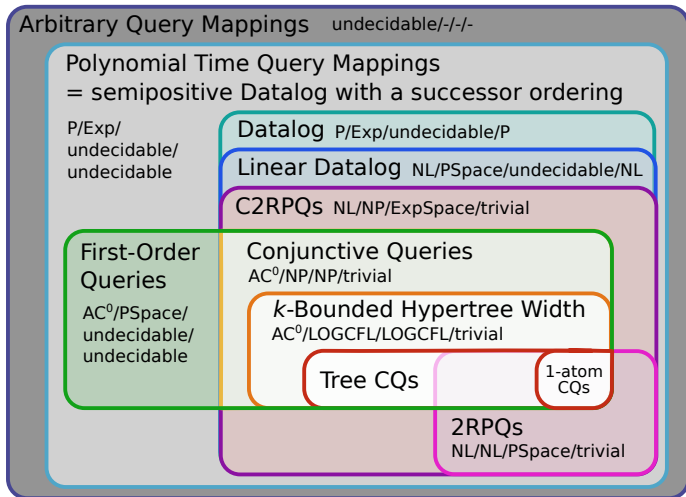 Arbitrary Query Mappings undecidable/-/-/-
Polynomial Time Query Mappings
= semipositive Datalog with a successor ordering
P/Exp/
undecidable/
undecidable
Datalog P/Exp/undecidable/P
Linear Datalog NL/PSpace/undecidable/NL
C2RPQs NL/NP/ExpSpace/trivial
First-Order
Queries
AC⁰/PSpace/
undecidable/
undecidable
Conjunctive Queries
AC⁰/NP/NP/trivial
k-Bounded Hypertree Width
AC⁰/LOGCFL/LOGCFL/trivial
Tree CQs
1-atom
CQs
2RPQs
NL/NL/PSpace/trivial